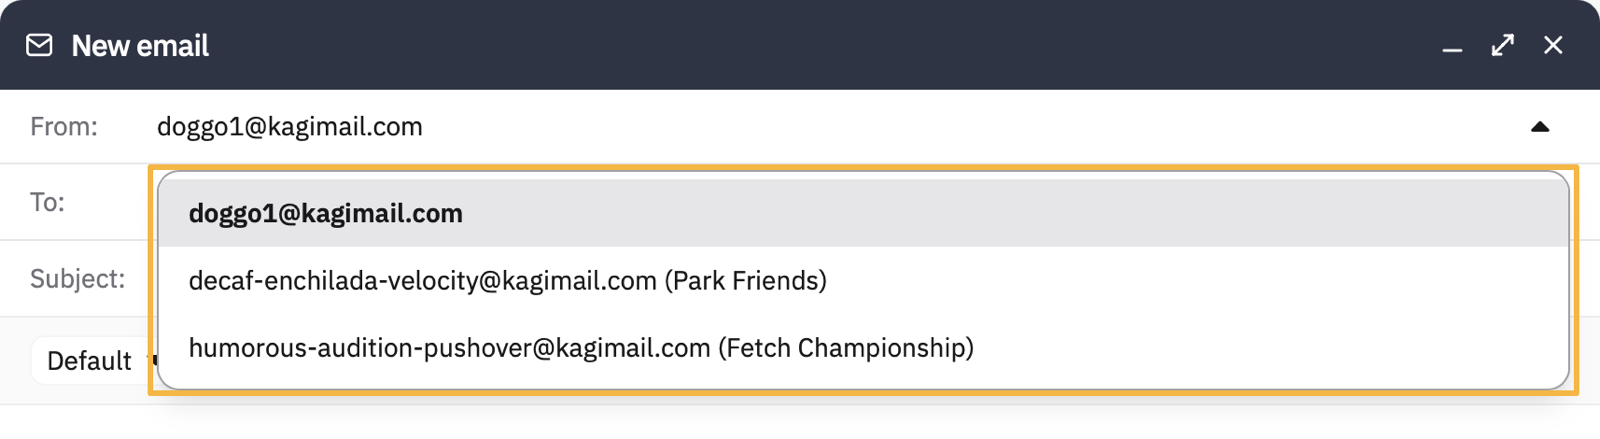 New email
From: doggo1@kagimail.com
To:
doggo1@kagimail.com
Subject:
decaf-enchilada-velocity@kagimail.com (Park Friends)
humorous-audition-pushover@kagimail.com (Fetch Championship)
Default